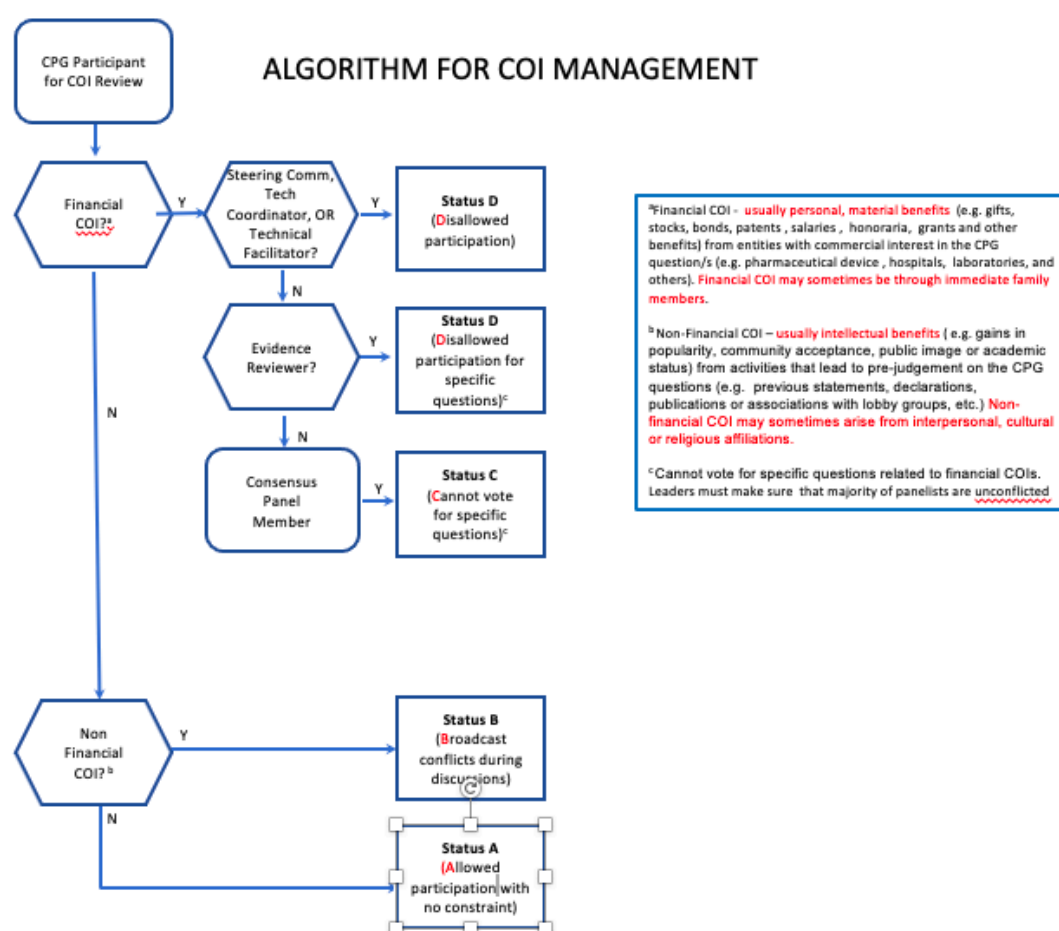 CPG Participant
for COI Review
ALGORITHM FOR COI MANAGEMENT
Financial
COI?ᵃ
Y
Steering Comm,
Tech
Coordinator, OR
Technical
Facilitator?
Y
Status D
(Disallowed
participation)
N
Evidence
Reviewer?
Y
Status D
(Disallowed
participation for
specific
questions)ᶜ
N
N
Consensus
Panel
Member
Y
Status C
(Cannot vote
for specific
questions)ᶜ
Non
Financial
COI? ᵇ
Y
Status B
(Broadcast
conflicts during
discussions)
N
Status A
(Allowed
participation with
no constraint)
ᵃFinancial COI - usually personal, material benefits (e.g. gifts,
stocks, bonds, patents , salaries , honoraria, grants and other
benefits) from entities with commercial interest in the CPG
question/s (e.g. pharmaceutical device , hospitals, laboratories, and
others). Financial COI may sometimes be through immediate family
members.
ᵇ Non-Financial COI – usually intellectual benefits ( e.g. gains in
popularity, community acceptance, public image or academic
status) from activities that lead to pre-judgement on the CPG
questions (e.g. previous statements, declarations,
publications or associations with lobby groups, etc.) Non-
financial COI may sometimes arise from interpersonal, cultural
or religious affiliations.
ᶜ Cannot vote for specific questions related to financial COIs.
Leaders must make sure that majority of panelists are unconflicted